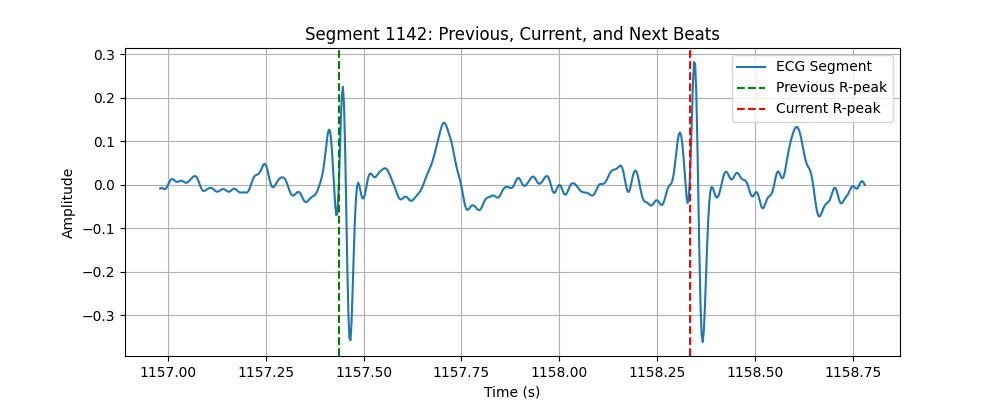 Segment 1142: Previous, Current, and Next Beats
ECG Segment
Previous R-peak
Current R-peak
Amplitude
0.3
0.2
0.1
0.0
−0.1
−0.2
−0.3
1157.00 1157.25 1157.50 1157.75 1158.00 1158.25 1158.50 1158.75
Time (s)